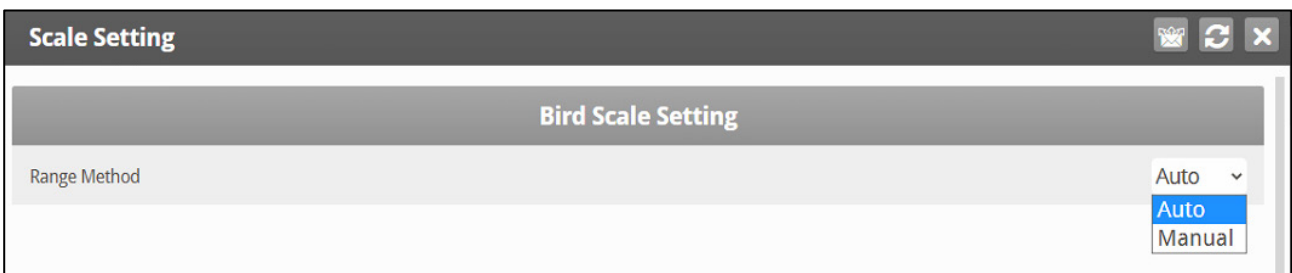 Scale Setting
Bird Scale Setting
Range Method
Auto
Auto
Manual